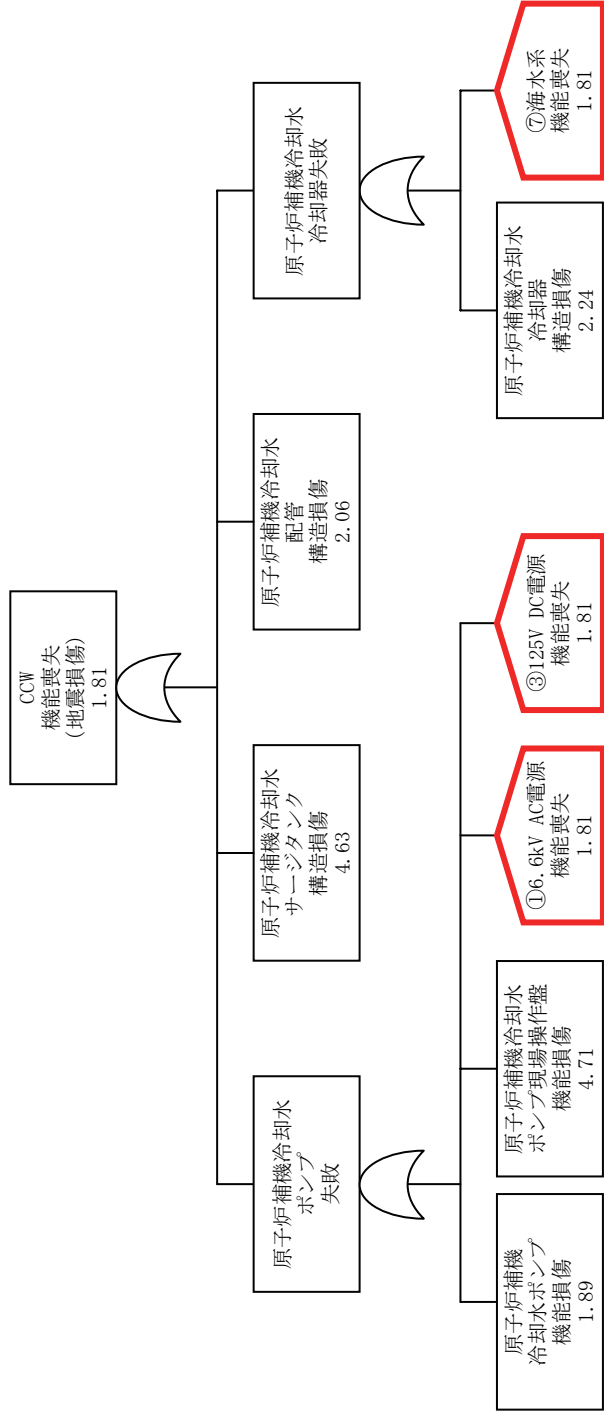 CCW
機能喪失
(地震損傷)
1.81
原子炉補機冷却水
ポンプ
失敗
原子炉補機冷却水
サージタンク
構造損傷
4.63
原子炉補機冷却水
配管
構造損傷
2.06
原子炉補機冷却水
冷却器失敗
原子炉補機
冷却水ポンプ
機能損傷
1.89
原子炉補機冷却水
ポンプ現場操作盤
機能損傷
4.71
①6.6kV AC電源
機能喪失
1.81
③125V DC電源
機能喪失
1.81
原子炉補機冷却水
冷却器
構造損傷
2.24
⑦海水系
機能喪失
1.81